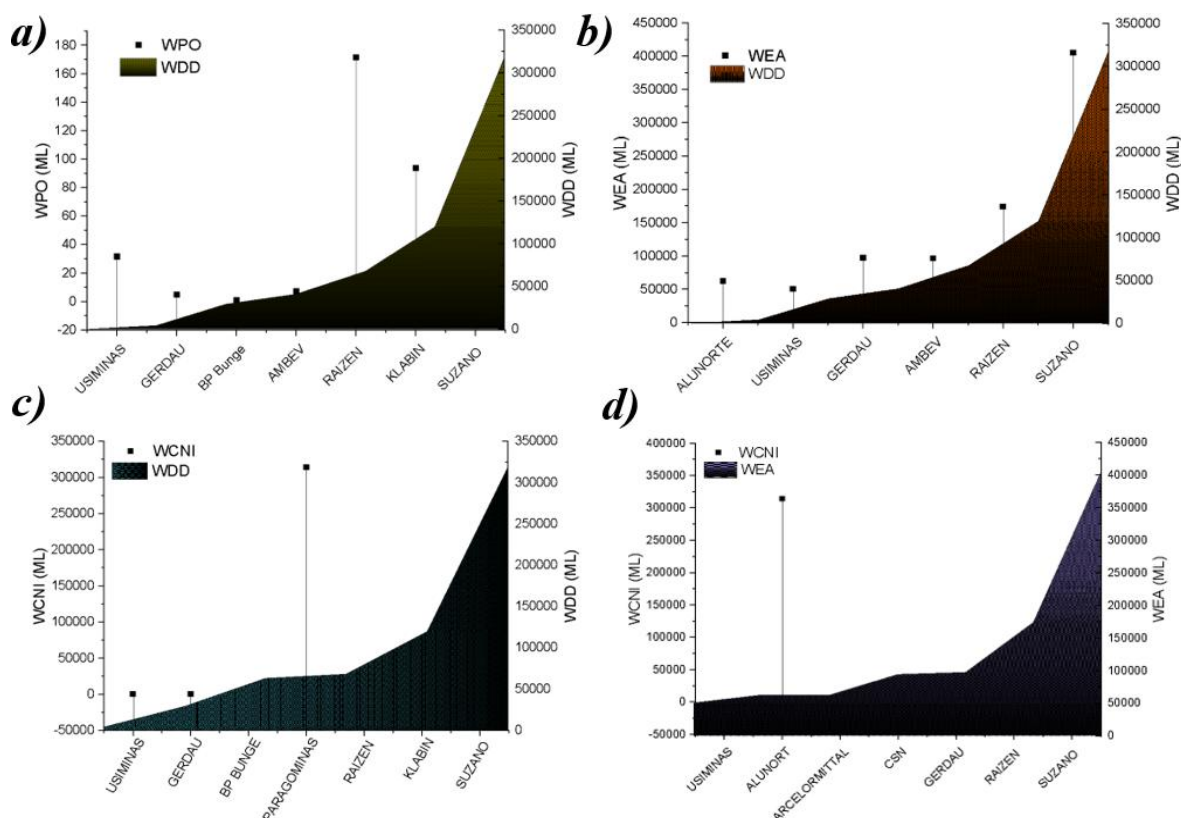 a)
WPO
WDD
WPO (ML)
180
160
140
120
100
80
60
40
20
0
-20
WDD (ML)
350000
300000
250000
200000
150000
100000
50000
0
USIMINAS
GERDAU
BP Bunge
AMBEV
RAIZEN
KLABIN
SUZANO
b)
WEA
WDD
WEA (ML)
450000
400000
350000
300000
250000
200000
150000
100000
50000
0
WDD (ML)
350000
300000
250000
200000
150000
100000
50000
0
ALUNORTE
USIMINAS
GERDAU
AMBEV
RAIZEN
SUZANO
c)
WCNI
WDD
WCNI (ML)
350000
300000
250000
200000
150000
100000
50000
0
-50000
WDD (ML)
350000
300000
250000
200000
150000
100000
50000
0
USIMINAS
GERDAU
BP BUNGE
PARAGOMINAS
RAIZEN
KLABIN
SUZANO
d)
WCNI
WEA
WCNI (ML)
400000
350000
300000
250000
200000
150000
100000
50000
0
-50000
WEA (ML)
450000
400000
350000
300000
250000
200000
150000
100000
50000
0
USIMINAS
ALUNORT
ARCELORMITTAL
CSN
GERDAU
RAIZEN
SUZANO